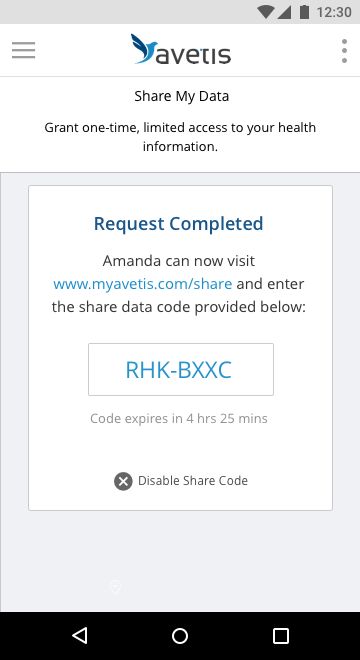 12:30
avetis
Share My Data
Grant one-time, limited access to your health
information.
Request Completed
Amanda can now visit
www.myavetis.com/share and enter
the share data code provided below:
RHK-BXXC
Code expires in 4 hrs 25 mins
Disable Share Code